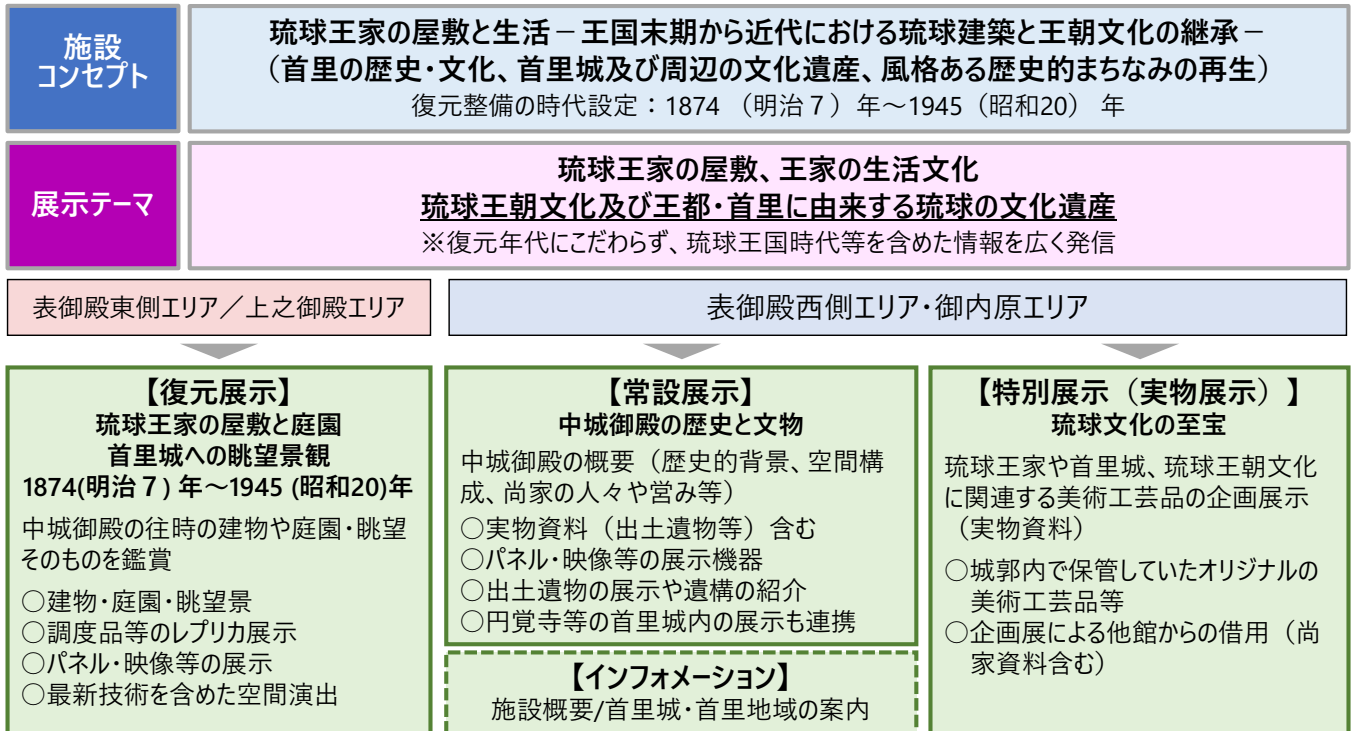 施設
コンセプト
琉球王家の屋敷と生活－王国末期から近代における琉球建築と王朝文化の継承－
（首里の歴史・文化、首里城及び周辺の文化遺産、風格ある歴史的まちなみの再生）
復元整備の時代設定：1874 （明治７）年～1945（昭和20） 年
展示テーマ
琉球王家の屋敷、王家の生活文化
琉球王朝文化及び王都・首里に由来する琉球の文化遺産
※復元年代にこだわらず、琉球王国時代等を含めた情報を広く発信
表御殿東側エリア／上之御殿エリア
表御殿西側エリア・御内原エリア
【復元展示】
琉球王家の屋敷と庭園
首里城への眺望景観
1874(明治７) 年～1945 (昭和20)年
中城御殿の往時の建物や庭園・眺望
そのものを鑑賞
○建物・庭園・眺望景
○調度品等のレプリカ展示
○パネル・映像等の展示
○最新技術を含めた空間演出
【常設展示】
中城御殿の歴史と文物
中城御殿の概要（歴史的背景、空間構
成、尚家の人々や営み等）
○実物資料（出土遺物等）含む
○パネル・映像等の展示機器
○出土遺物の展示や遺構の紹介
○円覚寺等の首里城内の展示も連携
【インフォメーション】
施設概要/首里城・首里地域の案内
【特別展示（実物展示）】
琉球文化の至宝
琉球王家や首里城、琉球王朝文化
に関連する美術工芸品の企画展示
（実物資料）
○城郭内で保管していたオリジナルの
美術工芸品等
○企画展による他館からの借用（尚
家資料含む）